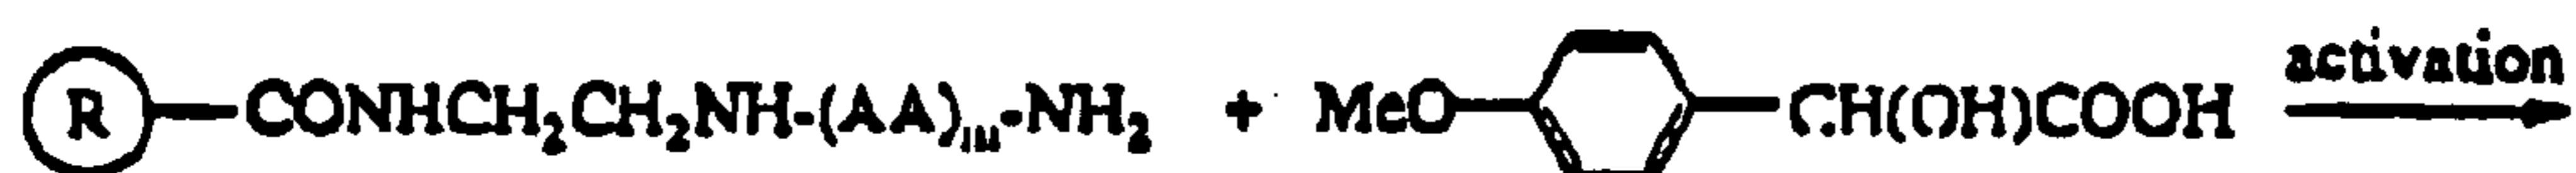 activation
R CONHCH₂CH₂NH-(AA)ₘ-NH₂ + MeO CH(OH)COOH